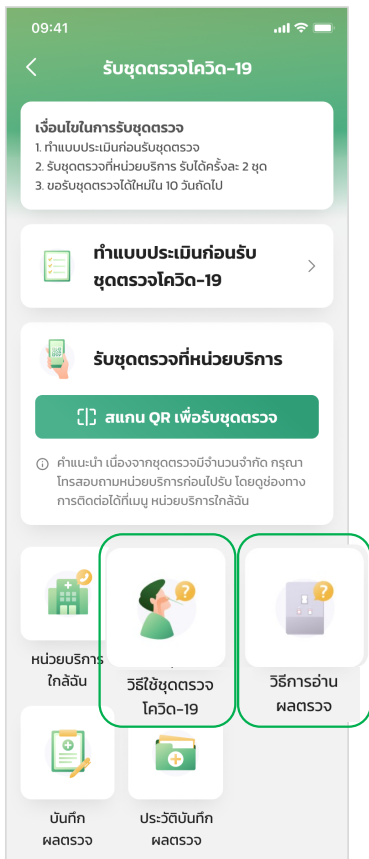 09:41
รับชุดตรวจโควิด-19
เงื่อนไขในการรับชุดตรวจ
1. ทำแบบประเมินก่อนรับชุดตรวจ
2. รับชุดตรวจที่หน่วยบริการ รับได้ครั้งละ 2 ชุด
3. ขอรับชุดตรวจได้ใหม่ใน 10 วันถัดไป
ทำแบบประเมินก่อนรับ
ชุดตรวจโควิด-19
รับชุดตรวจที่หน่วยบริการ
สแกน QR เพื่อรับชุดตรวจ
คำแนะนำ เนื่องจากชุดตรวจมีจำนวนจำกัด กรุณา
โทรสอบถามหน่วยบริการก่อนไปรับ โดยดูช่องทาง
การติดต่อได้ที่เมนู หน่วยบริการใกล้ฉัน
หน่วยบริการ
ใกล้ฉัน
วิธีใช้ชุดตรวจ
โควิด-19
วิธีการอ่าน
ผลตรวจ
บันทึก
ผลตรวจ
ประวัติบันทึก
ผลตรวจ